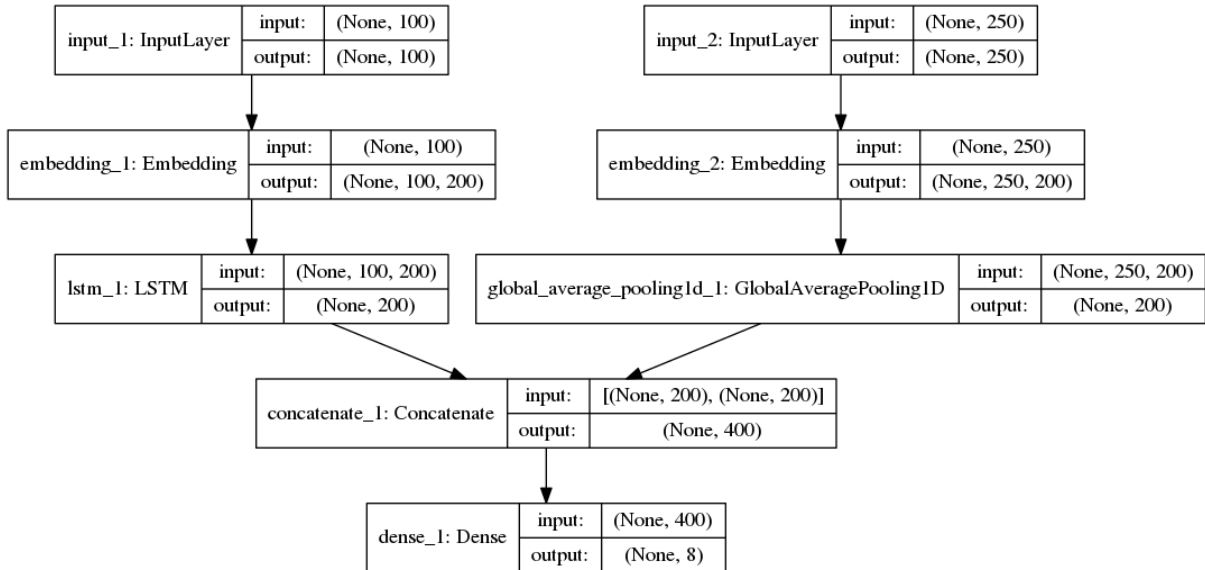 input_1: InputLayer
input: (None, 100)
output: (None, 100)
input_2: InputLayer
input: (None, 250)
output: (None, 250)
embedding_1: Embedding
input: (None, 100)
output: (None, 100, 200)
embedding_2: Embedding
input: (None, 250)
output: (None, 250, 200)
lstm_1: LSTM
input: (None, 100, 200)
output: (None, 200)
global_average_pooling1d_1: GlobalAveragePooling1D
input: (None, 250, 200)
output: (None, 200)
concatenate_1: Concatenate
input: [(None, 200), (None, 200)]
output: (None, 400)
dense_1: Dense
input: (None, 400)
output: (None, 8)